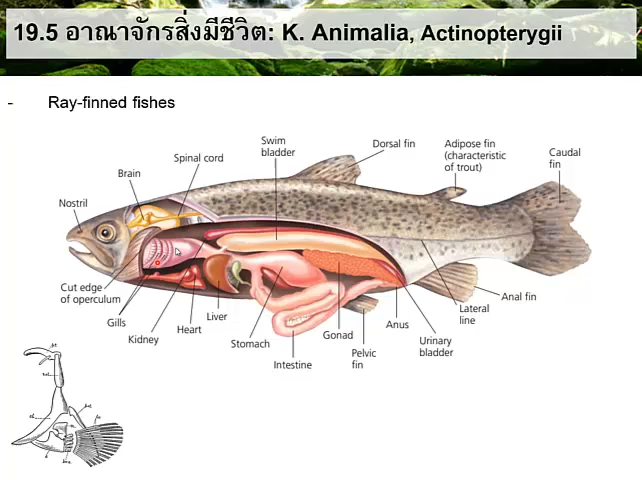 19.5 อาณาจักรสิ่งมีชีวิต: K. Animalia, Actinopterygii
- Ray-finned fishes
Swim
bladder
Dorsal fin
Adipose fin
(characteristic
of trout)
Caudal
fin
Spinal cord
Brain
Nostril
Cut edge
of operculum
Gills
Kidney
Heart
Liver
Stomach
Intestine
Gonad
Pelvic
fin
Anus
Urinary
bladder
Lateral
line
Anal fin